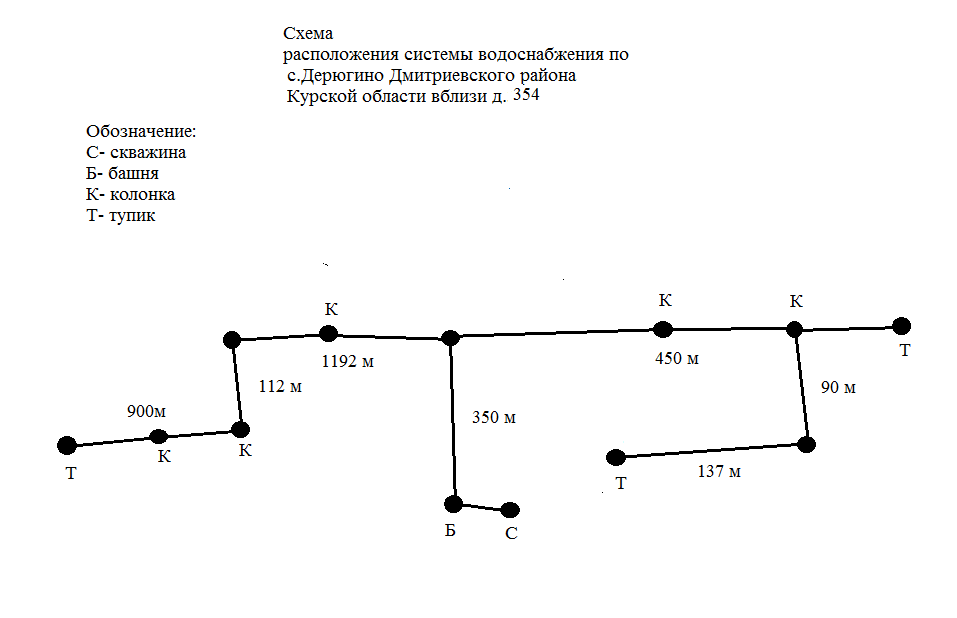 Схема
расположения системы водоснабжения по
с.Дерюгино Дмитриевского района
Курской области вблизи д. 354
Обозначение:
С- скважина
Б- башня
К- колонка
Т- тупик
К
К
К
1192 м
450 м
Т
112 м
90 м
900м
350 м
К
К
Т
137 м
Т
Б
С